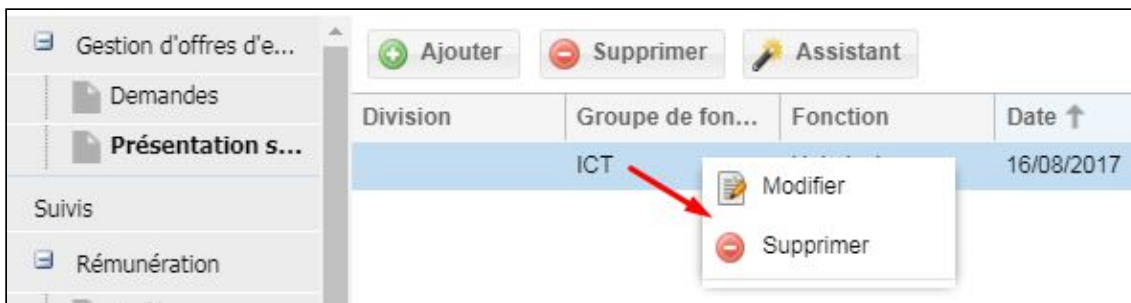 Gestion d'offres d'e...
Demandes
Présentation s...
Suivis
Rémunération
Ajouter Supprimer Assistant
Division Groupe de fon... Fonction Date
ICT 16/08/2017
Modifier
Supprimer